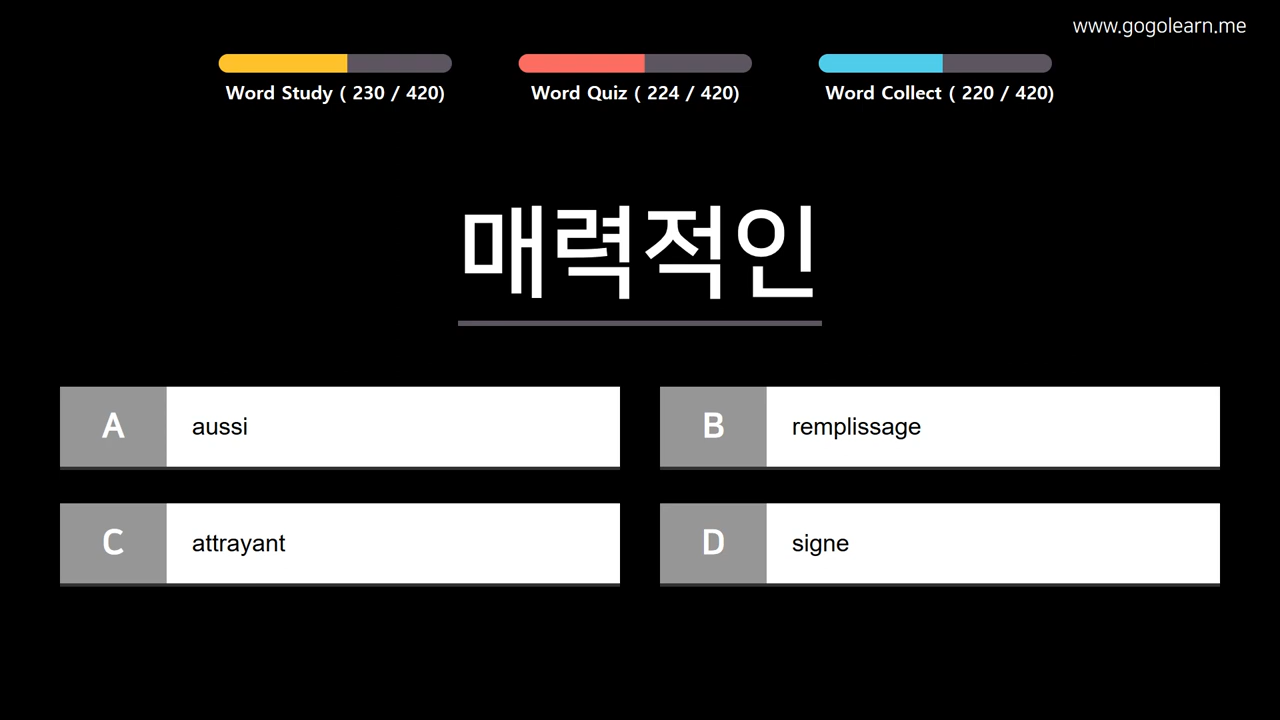 www.gogolearn.me
Word Study ( 230 / 420)
Word Quiz ( 224 / 420)
Word Collect ( 220 / 420)
매력적인
A aussi
B remplissage
C attrayant
D signe